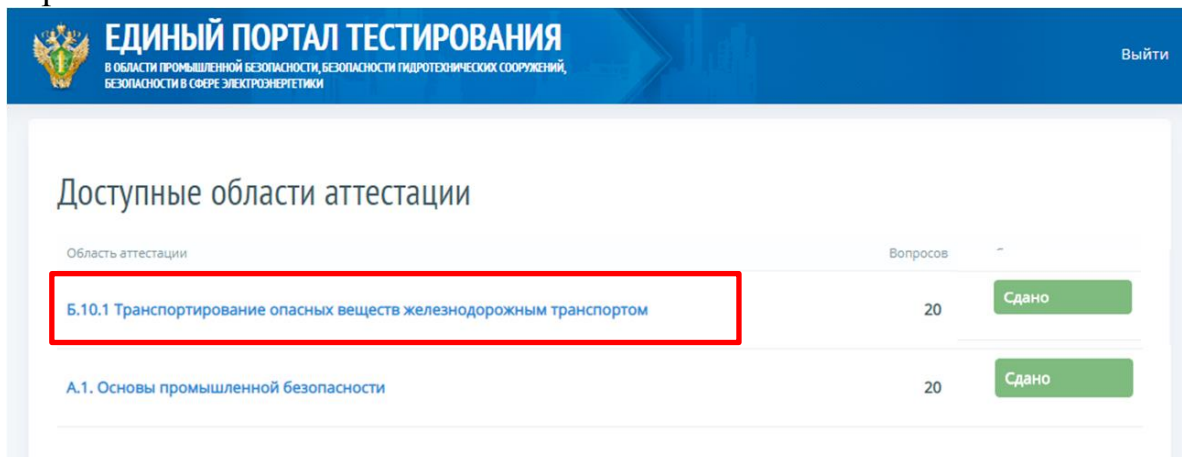 ЕДИНЫЙ ПОРТАЛ ТЕСТИРОВАНИЯ
В ОБЛАСТИ ПРОМЫШЛЕННОЙ БЕЗОПАСНОСТИ, БЕЗОПАСНОСТИ ГИДРОТЕХНИЧЕСКИХ СООРУЖЕНИЙ,
БЕЗОПАСНОСТИ В СФЕРЕ ЭЛЕКТРОЭНЕРГЕТИКИ
Выйти
Доступные области аттестации
Область аттестации Вопросов
Б.10.1 Транспортирование опасных веществ железнодорожным транспортом 20 Сдано
А.1. Основы промышленной безопасности 20 Сдано